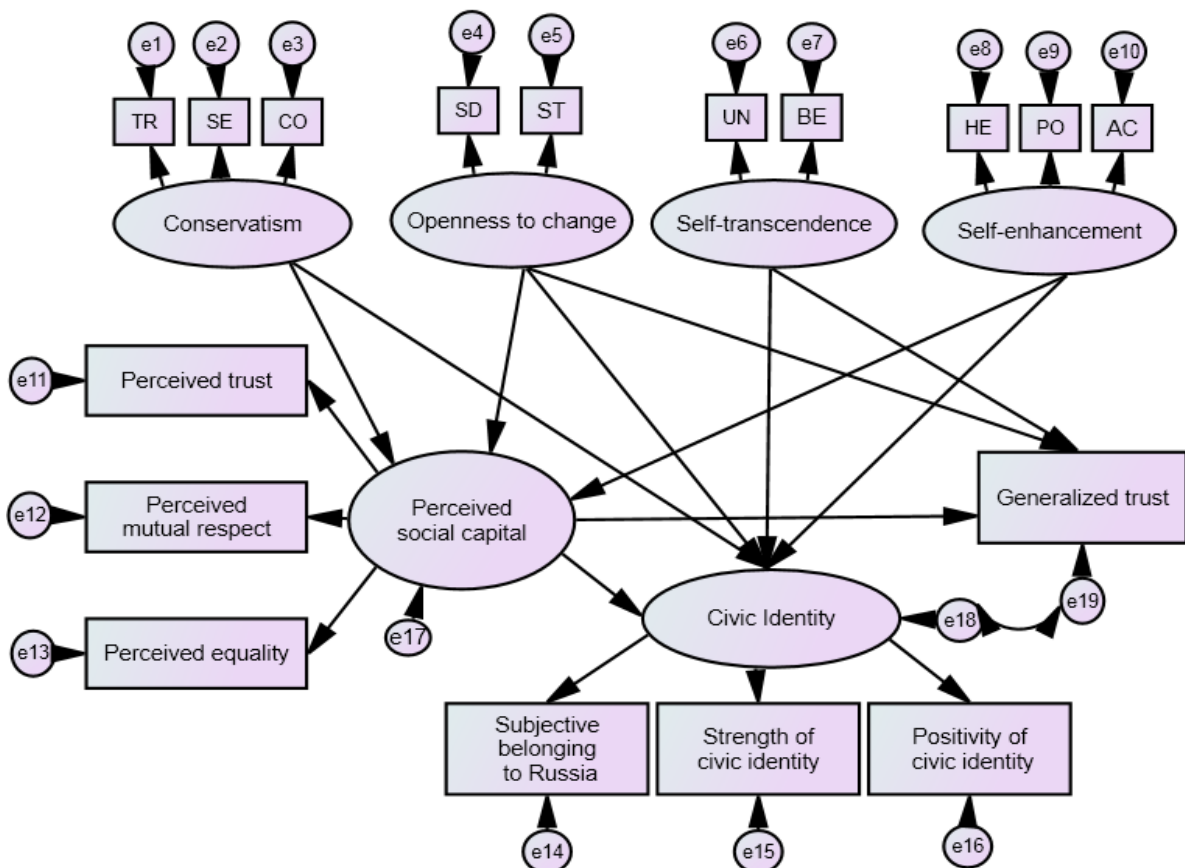 e1
e2
e3
e4
e5
e6
e7
e8
e9
e10
TR
SE
CO
SD
ST
UN
BE
HE
PO
AC
Conservatism
Openness to change
Self-transcendence
Self-enhancement
e11
Perceived trust
e12
Perceived
mutual respect
Perceived
social capital
Generalized trust
e13
Perceived equality
e17
Civic Identity
e18
e19
Subjective
belonging
to Russia
Strength of
civic identity
Positivity of
civic identity
e14
e15
e16